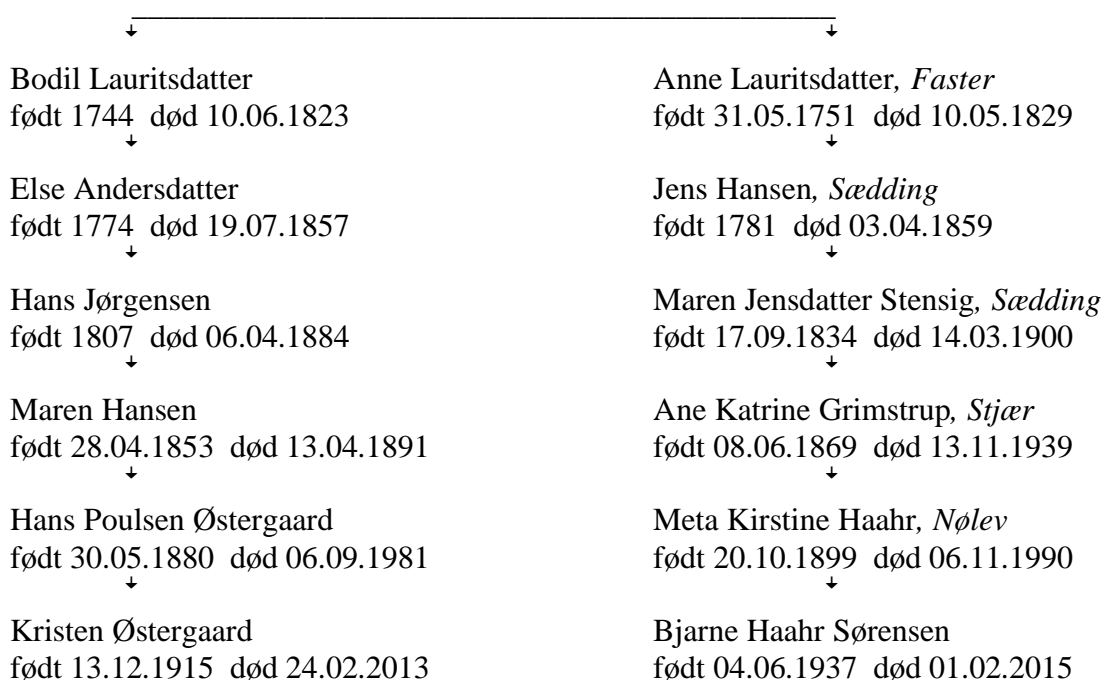 Bodil Lauritsdatter
født 1744 død 10.06.1823
Else Andersdatter
født 1774 død 19.07.1857
Hans Jørgensen
født 1807 død 06.04.1884
Maren Hansen
født 28.04.1853 død 13.04.1891
Hans Poulsen Østergaard
født 30.05.1880 død 06.09.1981
Kristen Østergaard
født 13.12.1915 død 24.02.2013
Anne Lauritsdatter, Faster
født 31.05.1751 død 10.05.1829
Jens Hansen, Sædding
født 1781 død 03.04.1859
Maren Jensdatter Stensig, Sædding
født 17.09.1834 død 14.03.1900
Ane Katrine Grimstrup, Stjær
født 08.06.1869 død 13.11.1939
Meta Kirstine Haahr, Nølev
født 20.10.1899 død 06.11.1990
Bjarne Haahr Sørensen
født 04.06.1937 død 01.02.2015